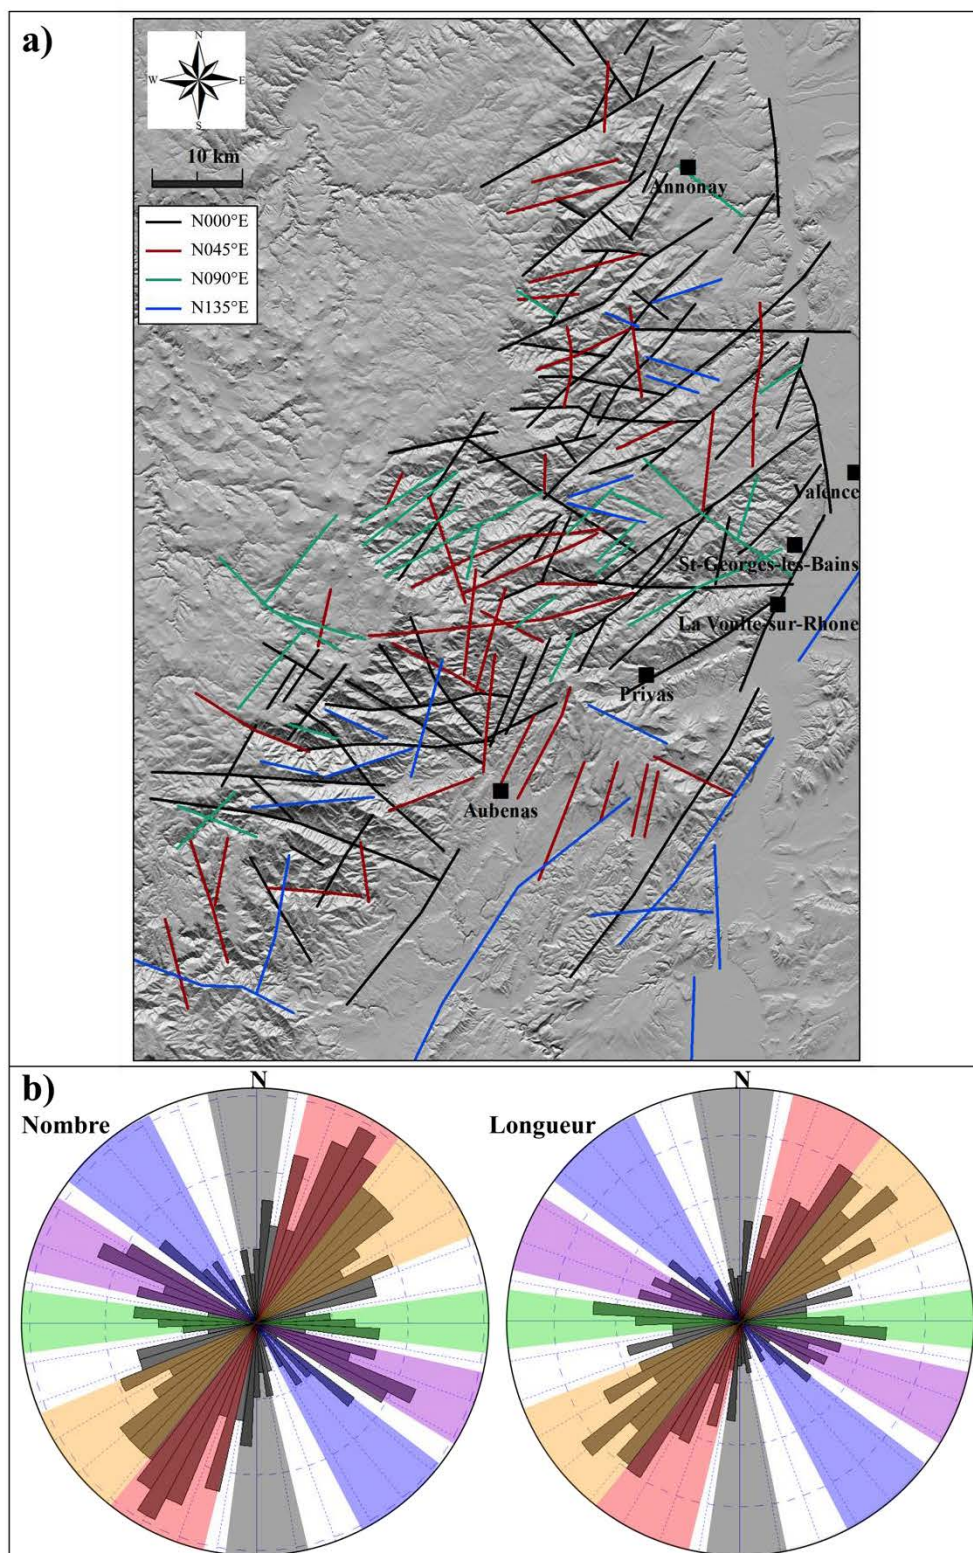 a)
N
W
E
S
10 km
N000°E
N045°E
N090°E
N135°E
Annonay
Valence
St-Georges-les-Bains
La Voulte-sur-Rhone
Privas
Aubenas
b)
N
N
Nombre
Longueur